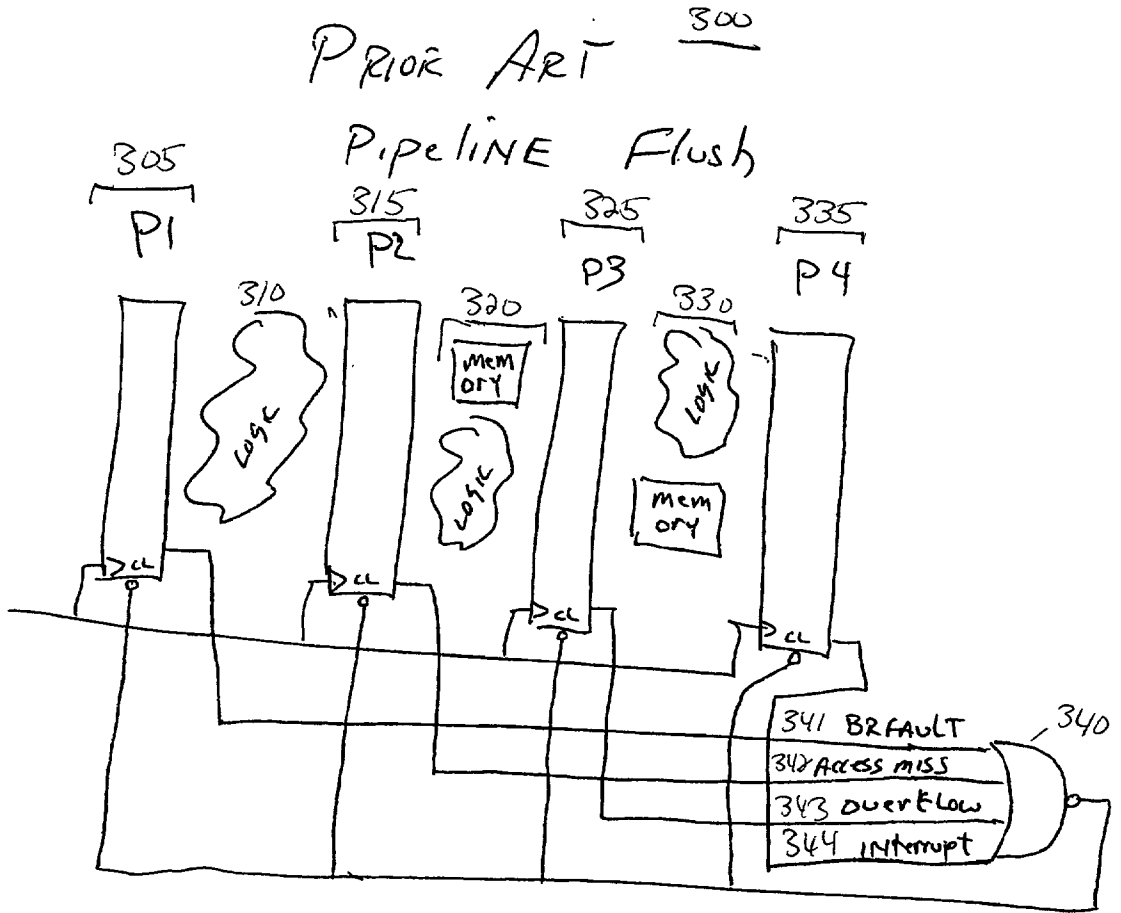 PRIOR ART 300
PIPELINE Flush
305
P1
315
P2
325
P3
335
P4
310
LOGIC
320
mem
ory
LOGIC
330
LOGIC
mem
ory
CL
CL
CL
CL
341 BRFAULT
342 Access miss
343 overflow
344 INterrupt
340